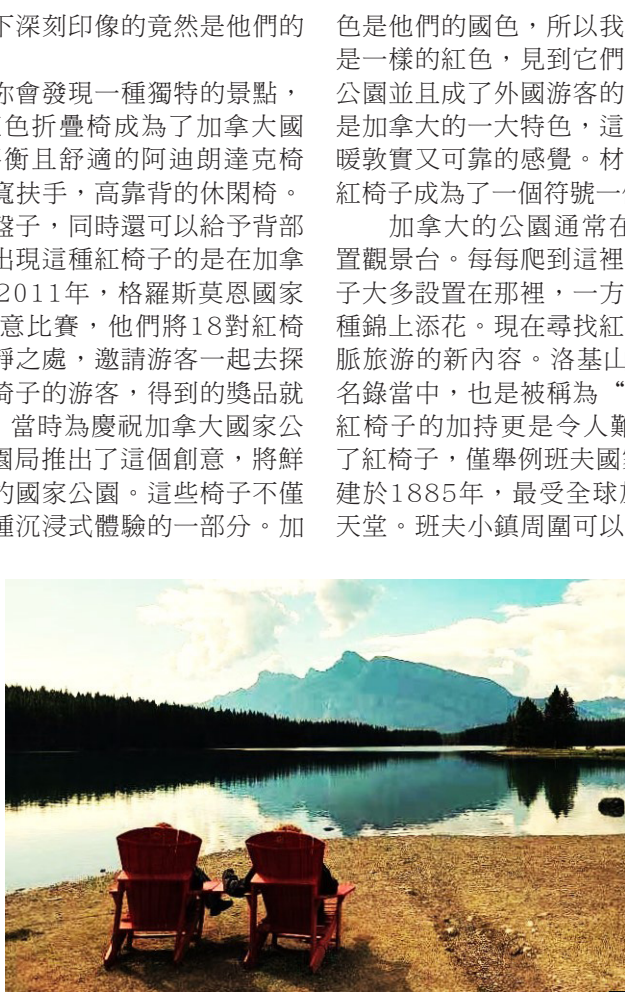 下深刻印像的竟然是他們的
你會發現一種獨特的景點，
色折疊椅成為了加拿大國
衡且舒適的阿迪朗達克椅
寬扶手，高靠背的休閑椅。
盤子，同時還可以給予背部
出現這種紅椅子的是在加拿
2011年，格羅斯莫恩國家
意比賽，他們將18對紅椅
靜之處，邀請游客一起去探
椅子的游客，得到的獎品就
當時為慶祝加拿大國家公
園局推出了這個創意，將鮮
的國家公園。這些椅子不僅
種沉浸式體驗的一部分。加
色是他們的國色，所以我
是一樣的紅色，見到它們
公園並且成了外國游客的
是加拿大的一大特色，這
暖敦實又可靠的感覺。材
紅椅子成為了一個符號一
加拿大的公園通常在
置觀景台。每每爬到這裡
子大多設置在那裡，一方
種錦上添花。現在尋找紅
脈旅游的新內容。洛基山
名錄當中，也是被稱為“
紅椅子的加持更是令人難
了紅椅子，僅舉例班夫國
建於1885年，最受全球
天堂。班夫小鎮周圍可以